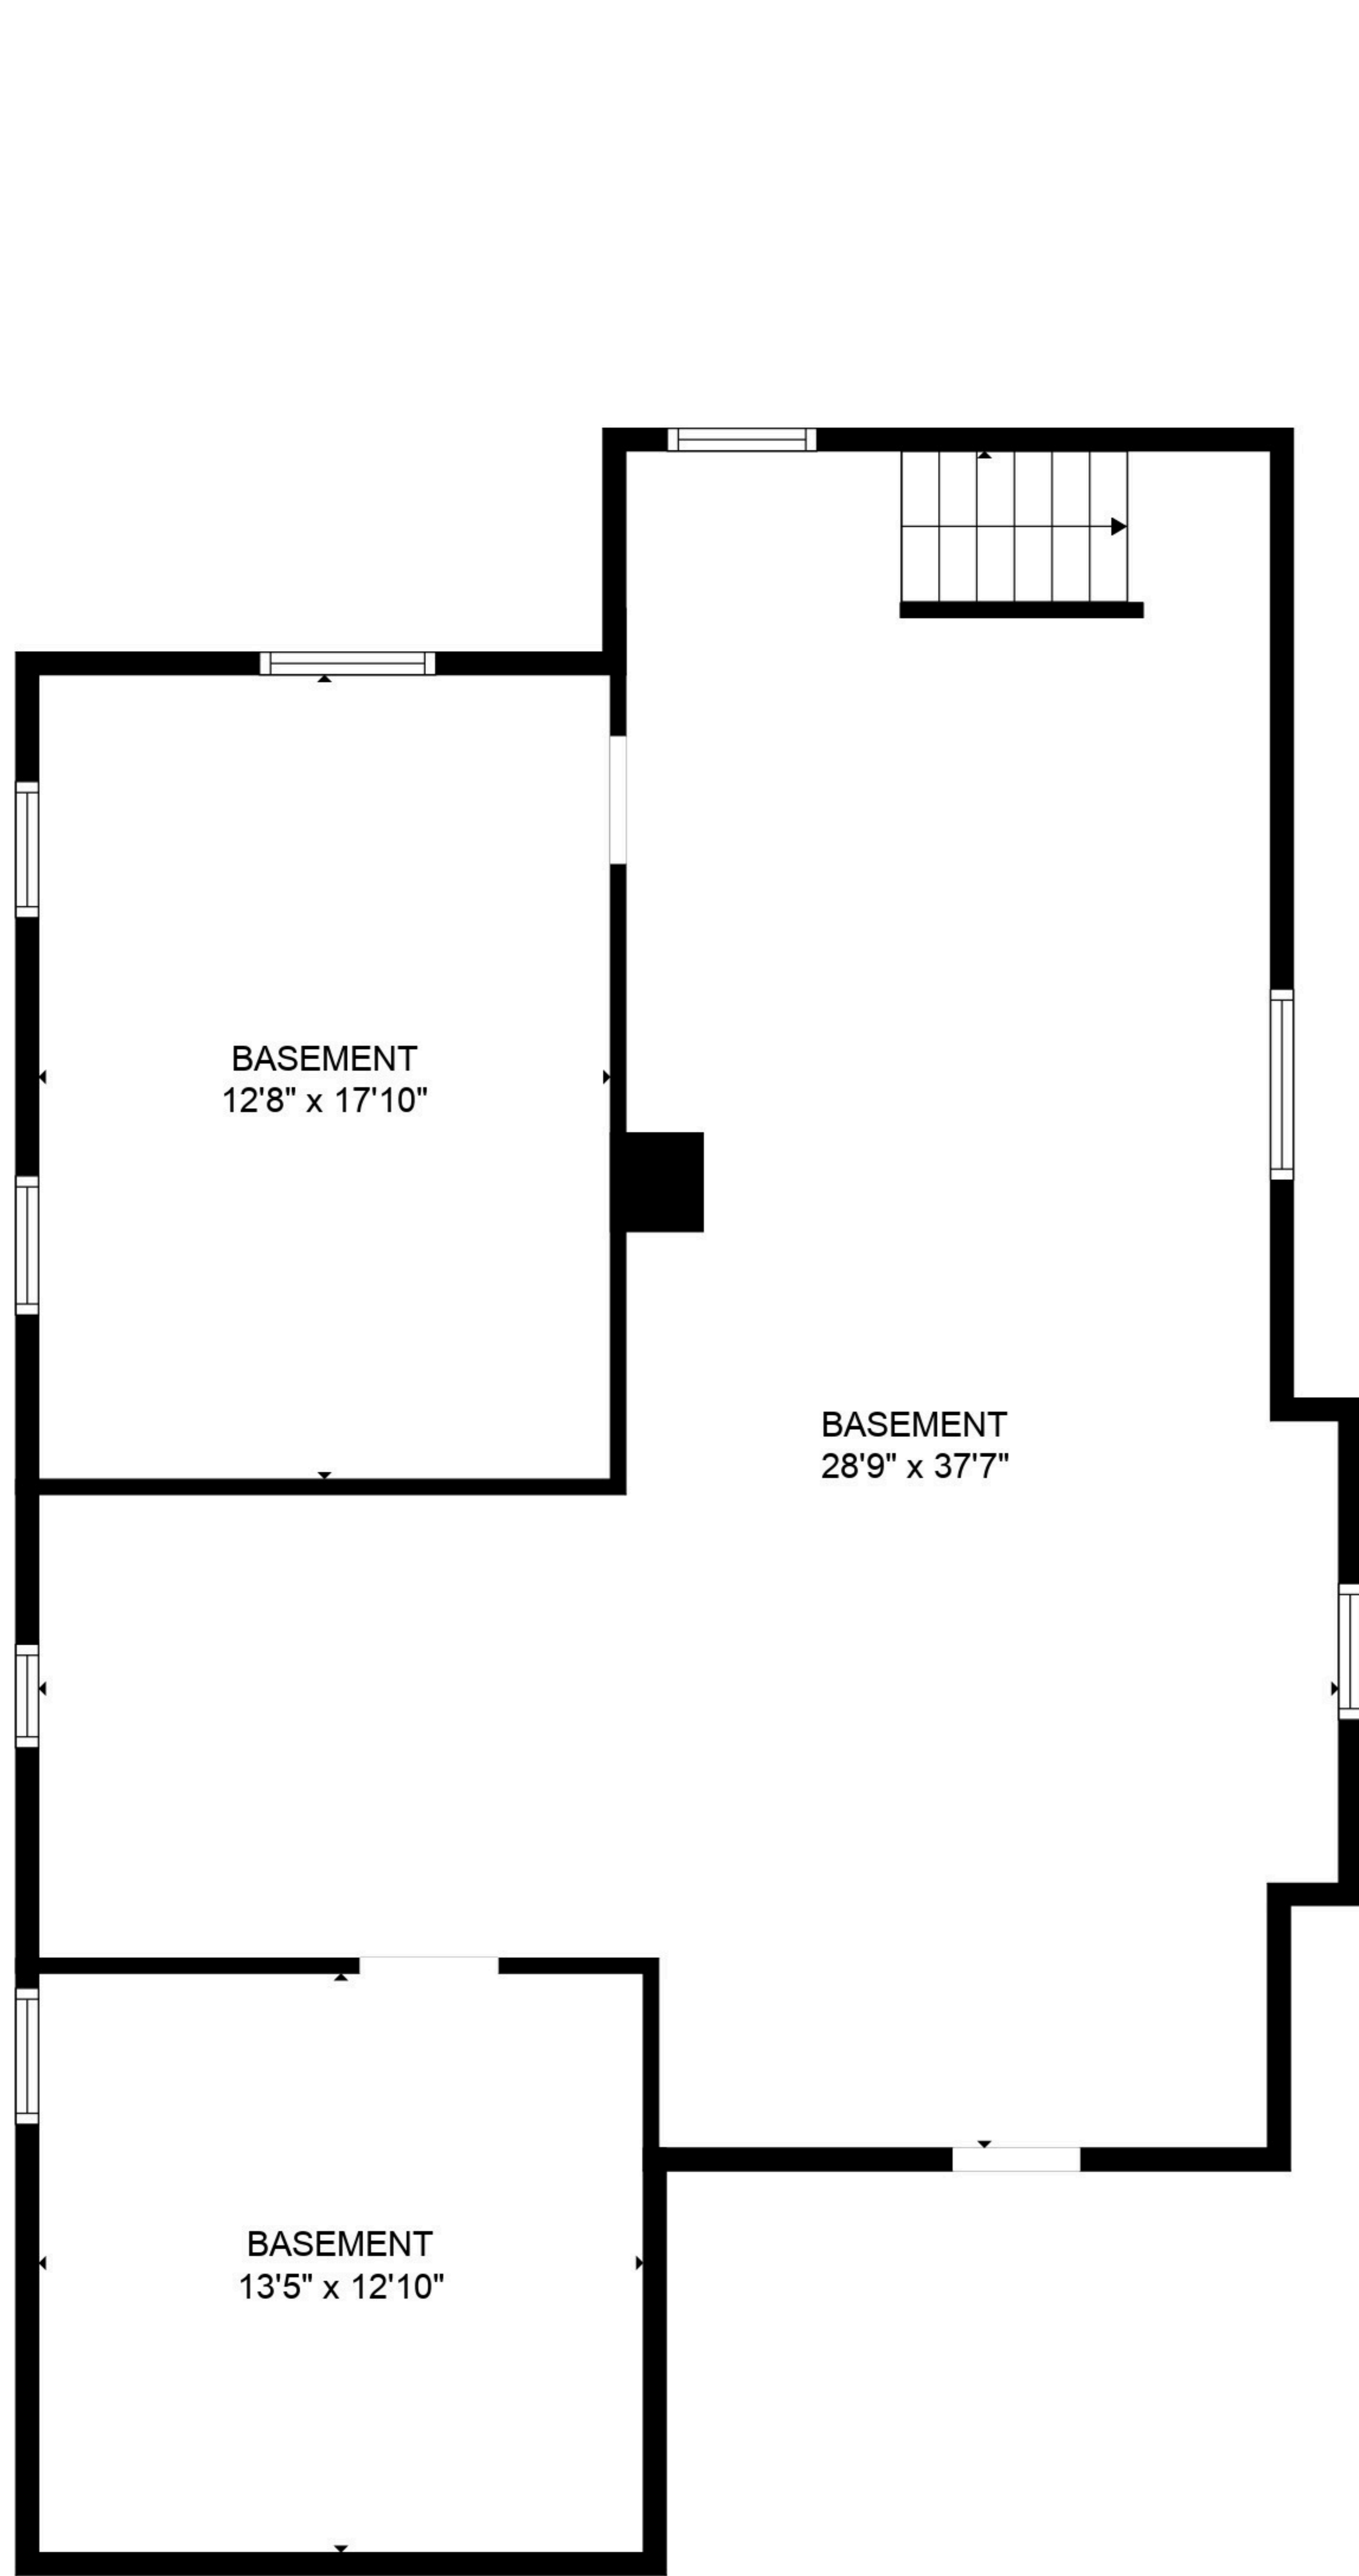 BASEMENT
12'8" x 17'10"
BASEMENT
28'9" x 37'7"
BASEMENT
13'5" x 12'10"